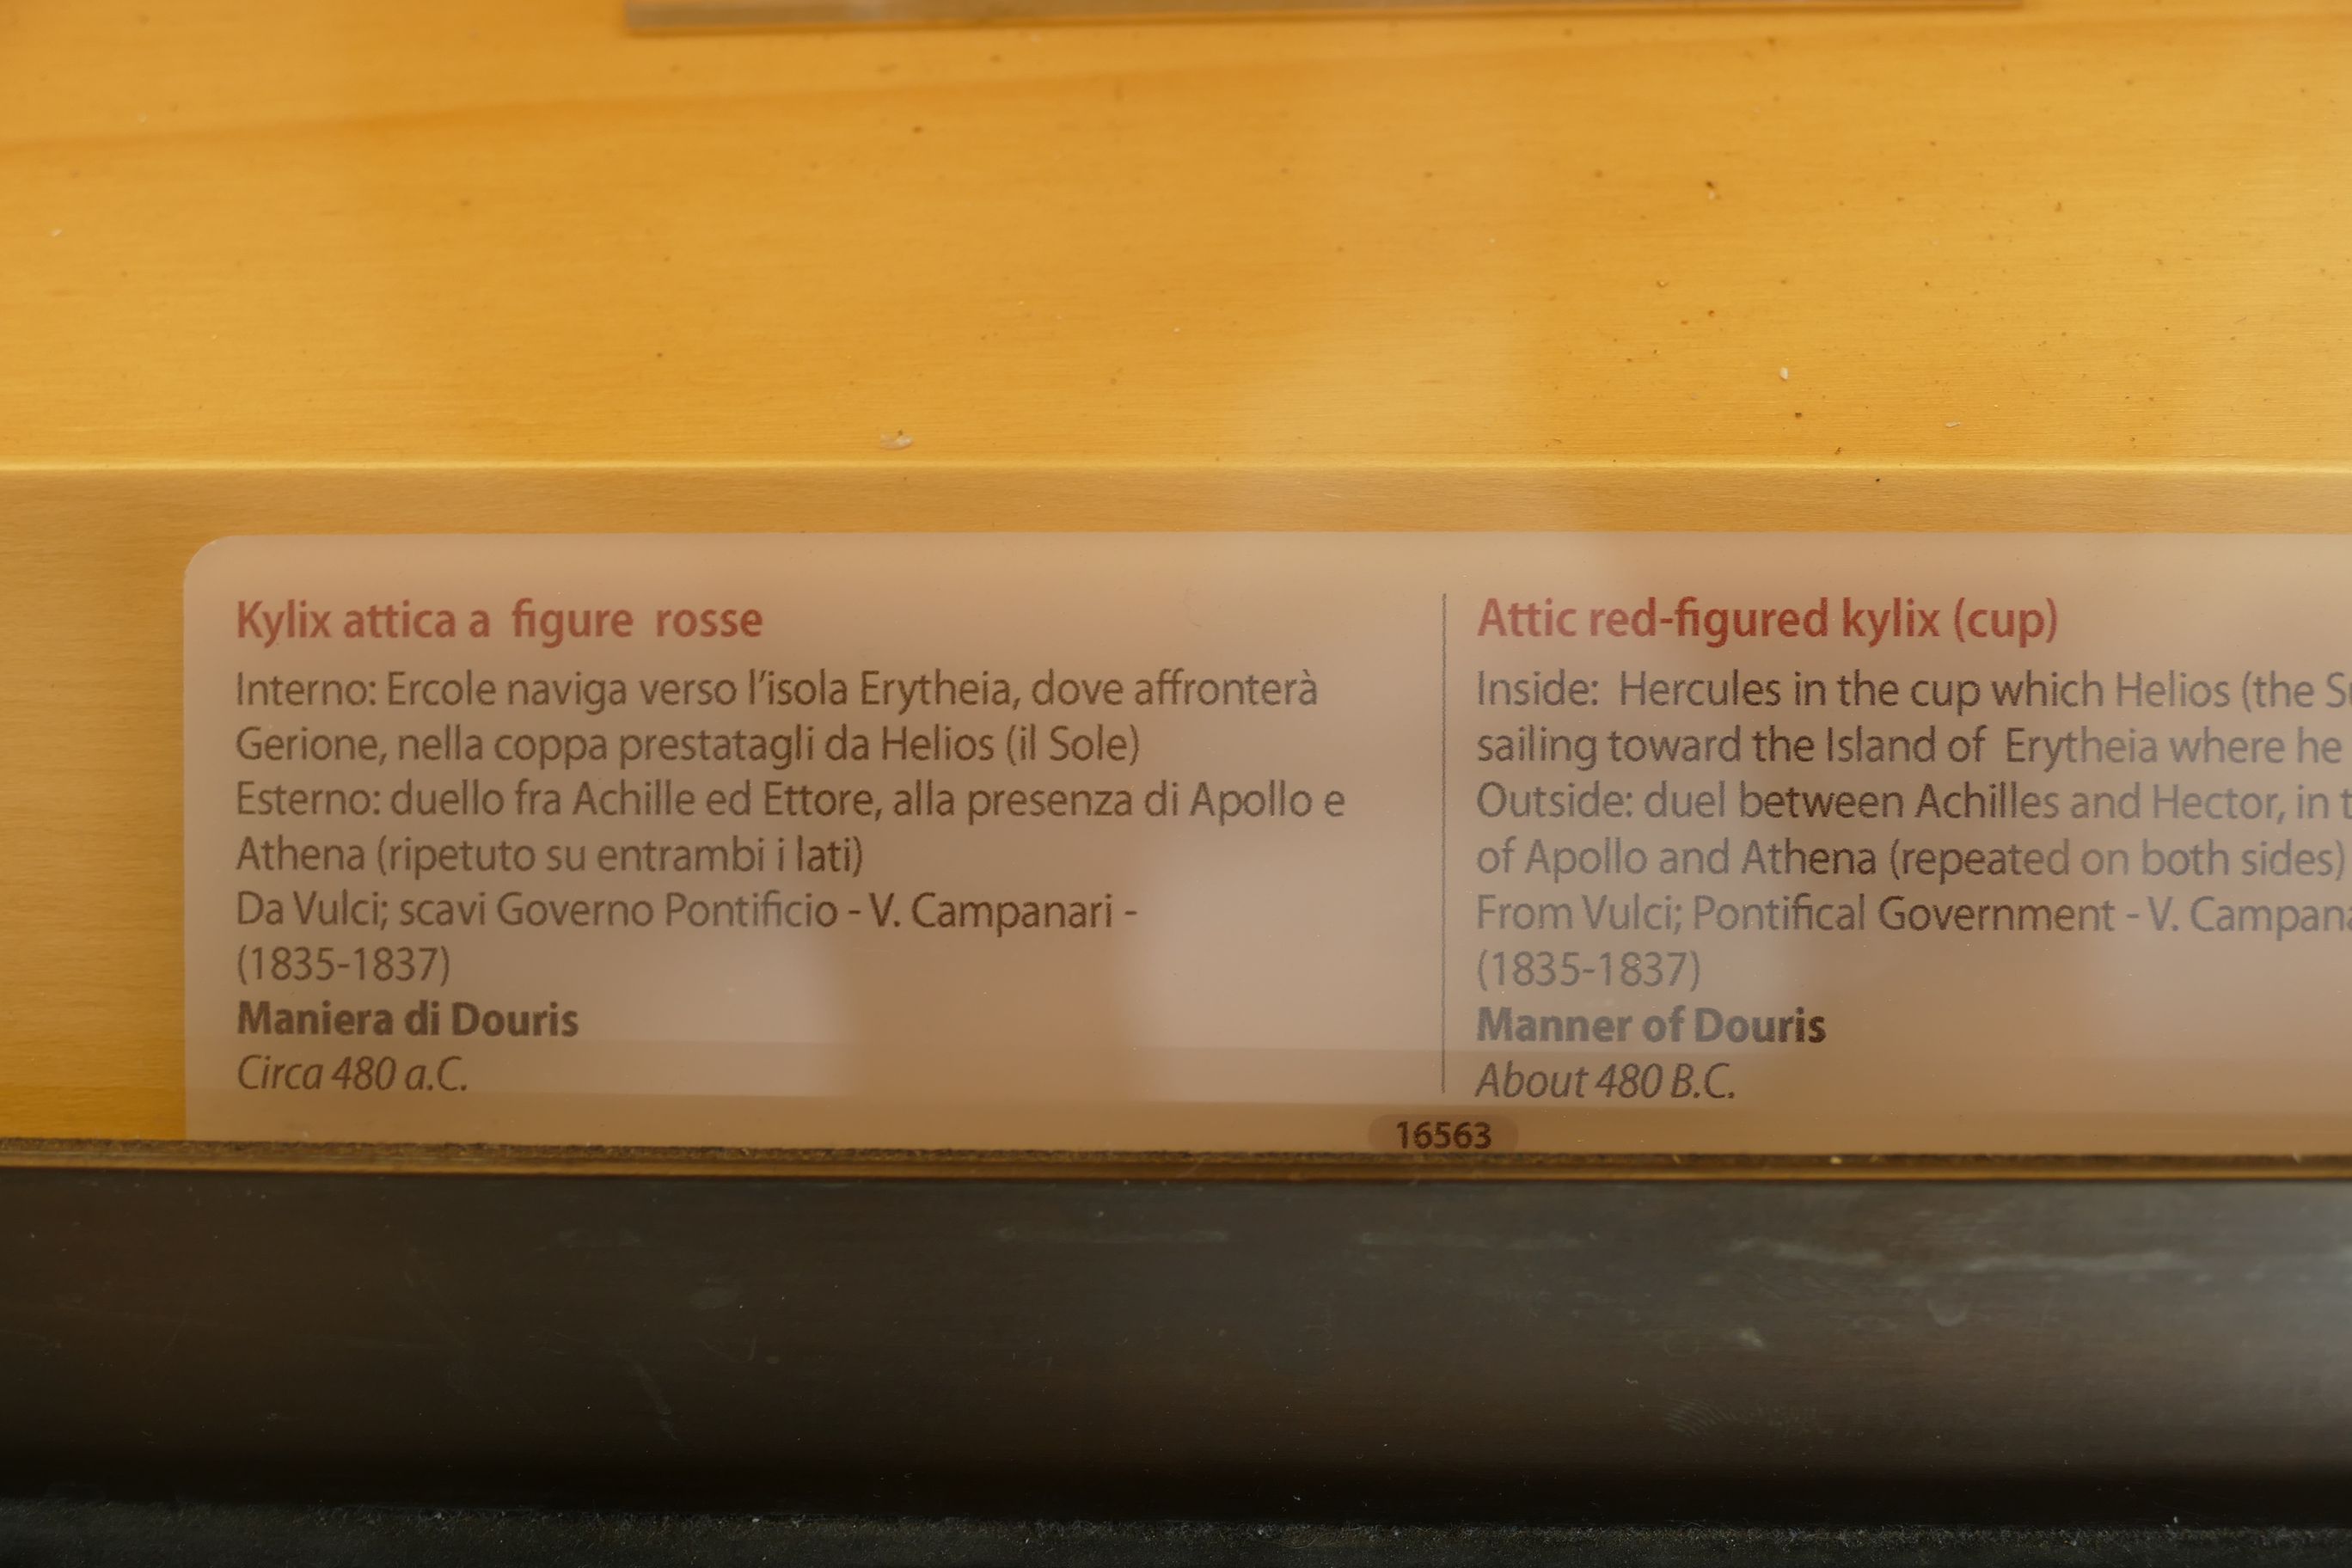 Kylix attica a figure rosse
Interno: Ercole naviga verso l'isola Erytheia, dove affronterà
Gerione, nella coppa prestatagli da Helios (il Sole)
Esterno: duello fra Achille ed Ettore, alla presenza di Apollo e
Athena (ripetuto su entrambi i lati)
Da Vulci; scavi Governo Pontificio - V. Campanari -
(1835-1837)
Maniera di Douris
Circa 480 a.C.
Attic red-figured kylix (cup)
Inside: Hercules in the cup which Helios (the
sailing toward the Island of Erytheia where he
Outside: duel between Achilles and Hector, in
of Apollo and Athena (repeated on both sides)
From Vulci; Pontifical Government - V.
(1835-1837)
Manner of Douris
About 480 B.C.
16563